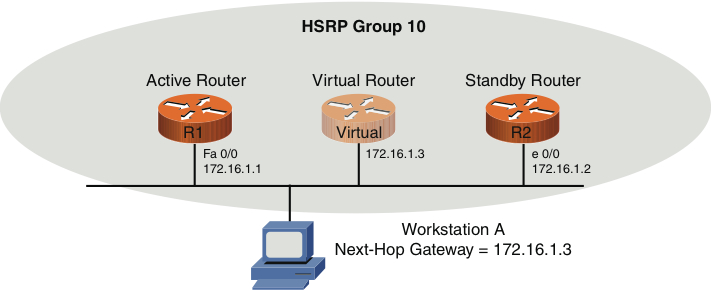 HSRP Group 10
Active Router
Virtual Router
Standby Router
R1
Virtual
R2
Fa 0/0
172.16.1.1
172.16.1.3
e 0/0
172.16.1.2
Workstation A
Next-Hop Gateway = 172.16.1.3